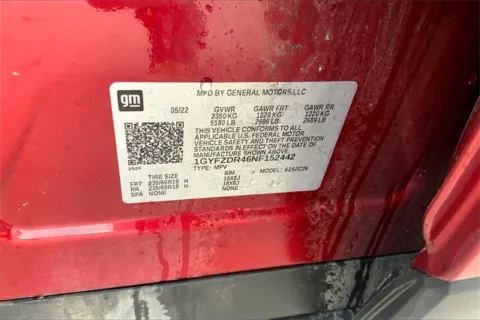 gm
MFD BY GENERAL MOTORS LLC
05/22 GVWR GAWR FRT GAWR RR
2350 KG 1220 KG 1220 KG
5180 LB 2689 LB 2689 LB
THIS VEHICLE CONFORMS TO ALL
APPLICABLE U.S. FEDERAL MOTOR
VEHICLE SAFETY AND THEFT PREVENTION
STANDARDS IN EFFECT ON THE DATE OF
MANUFACTURE SHOWN ABOVE.
1GYFZDR46NF152442
TYPE: MPV MODEL: 6252C26
TIRE SIZE RIM
FRT 235/60R18 H 18X8J
RR 235/60R18 H 18X8J
SPA NONE NONE